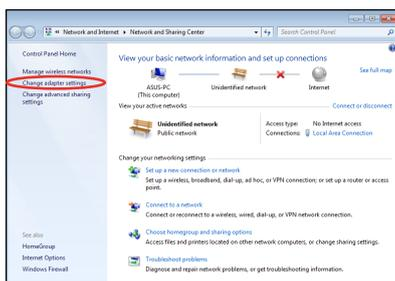 « Network and Internet ▸ Network and Sharing Center
Search Control Panel
Control Panel Home
Manage wireless networks
Change adapter settings
Change advanced sharing
settings
View your basic network information and set up connections
See full map
ASUS-PC
(This computer)
Unidentified network
Internet
View your active networks
Connect or disconnect
Unidentified network
Public network
Access type: No Internet access
Connections: Local Area Connection
Change your networking settings
Set up a new connection or network
Set up a wireless, broadband, dial-up, ad hoc, or VPN connection; or set up a router or access
point.
Connect to a network
Connect or reconnect to a wireless, wired, dial-up, or VPN network connection.
Choose homegroup and sharing options
Access files and printers located on other network computers, or change sharing settings.
Troubleshoot problems
Diagnose and repair network problems, or get troubleshooting information.
See also
HomeGroup
Internet Options
Windows Firewall